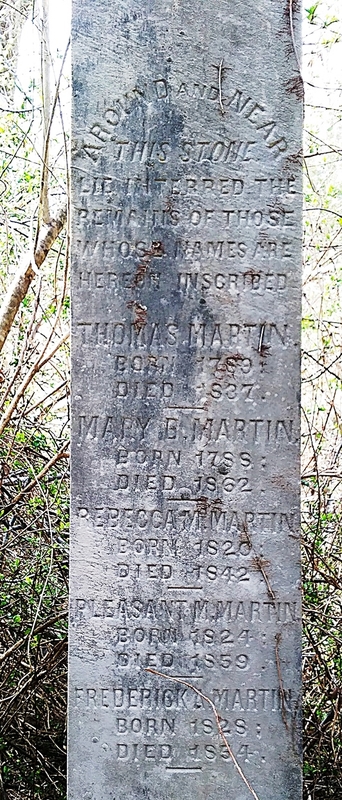 AROUND AND NEAR
THIS STONE
LIE INTERRED THE
REMAINS OF THOSE
WHOSE NAMES ARE
HEREON INSCRIBED
THOMAS MARTIN.
BORN 1789;
DIED 1837.
MARY B. MARTIN.
BORN 1788;
DIED 1862.
REBECCA M. MARTIN
BORN 1820;
DIED 1842
PLEASANT M. MARTIN
BORN 1824;
DIED 1859
FREDERICK MARTIN.
BORN 1828;
DIED 1854.